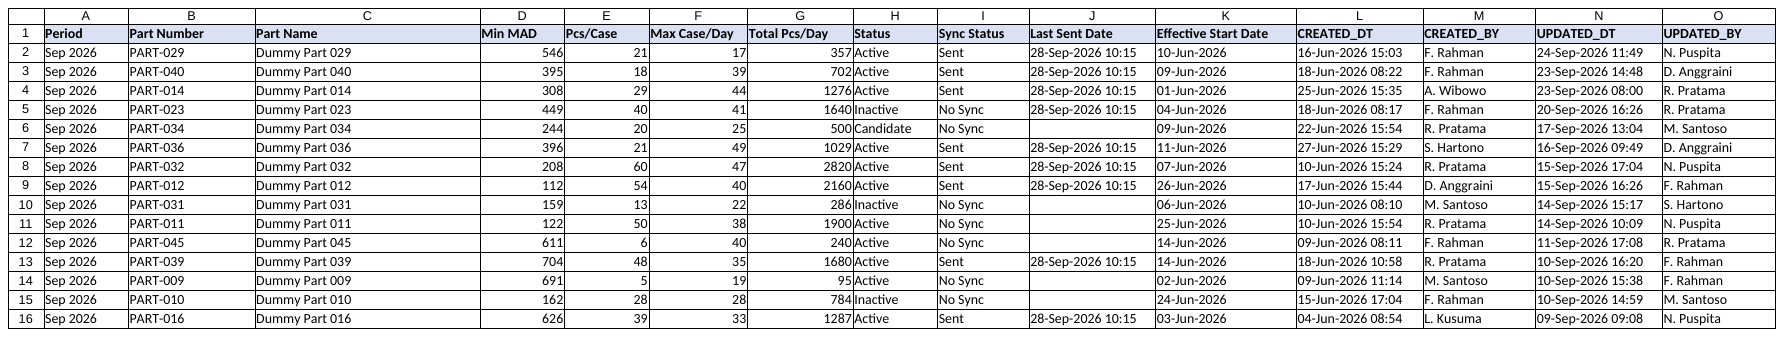 A B C D E F G H I J K L M N O
1 Period Part Number Part Name Min MAD Pcs/Case Max Case/Day Total Pcs/Day Status Sync Status Last Sent Date Effective Start Date CREATED_DT CREATED_BY UPDATED_DT UPDATED_BY
2 Sep 2026 PART-029 Dummy Part 029 546 21 17 357 Active Sent 28-Sep-2026 10:15 10-Jun-2026 16-Jun-2026 15:03 F. Rahman 24-Sep-2026 11:49 N. Puspita
3 Sep 2026 PART-040 Dummy Part 040 395 18 39 702 Active Sent 28-Sep-2026 10:15 09-Jun-2026 18-Jun-2026 08:22 F. Rahman 23-Sep-2026 14:48 D. Anggraini
4 Sep 2026 PART-014 Dummy Part 014 308 29 44 1276 Active Sent 28-Sep-2026 10:15 01-Jun-2026 25-Jun-2026 15:35 A. Wibowo 23-Sep-2026 08:00 R. Pratama
5 Sep 2026 PART-023 Dummy Part 023 449 40 41 1640 Inactive No Sync 28-Sep-2026 10:15 04-Jun-2026 18-Jun-2026 08:17 F. Rahman 20-Sep-2026 16:26 R. Pratama
6 Sep 2026 PART-034 Dummy Part 034 244 20 25 500 Candidate No Sync 09-Jun-2026 22-Jun-2026 15:54 R. Pratama 17-Sep-2026 13:04 M. Santoso
7 Sep 2026 PART-036 Dummy Part 036 396 21 49 1029 Active Sent 28-Sep-2026 10:15 11-Jun-2026 27-Jun-2026 15:29 S. Hartono 16-Sep-2026 09:49 D. Anggraini
8 Sep 2026 PART-032 Dummy Part 032 208 60 47 2820 Active Sent 28-Sep-2026 10:15 07-Jun-2026 10-Jun-2026 15:24 R. Pratama 15-Sep-2026 17:04 N. Puspita
9 Sep 2026 PART-012 Dummy Part 012 112 54 40 2160 Active Sent 28-Sep-2026 10:15 26-Jun-2026 17-Jun-2026 15:44 D. Anggraini 15-Sep-2026 16:26 F. Rahman
10 Sep 2026 PART-031 Dummy Part 031 159 13 22 286 Inactive No Sync 06-Jun-2026 10-Jun-2026 08:10 M. Santoso 14-Sep-2026 15:17 S. Hartono
11 Sep 2026 PART-011 Dummy Part 011 122 50 38 1900 Active No Sync 25-Jun-2026 10-Jun-2026 15:54 R. Pratama 14-Sep-2026 10:09 N. Puspita
12 Sep 2026 PART-045 Dummy Part 045 611 6 40 240 Active No Sync 14-Jun-2026 09-Jun-2026 08:11 F. Rahman 11-Sep-2026 17:08 R. Pratama
13 Sep 2026 PART-039 Dummy Part 039 704 48 35 1680 Active Sent 28-Sep-2026 10:15 14-Jun-2026 18-Jun-2026 10:58 R. Pratama 10-Sep-2026 16:20 F. Rahman
14 Sep 2026 PART-009 Dummy Part 009 691 5 19 95 Active No Sync 02-Jun-2026 09-Jun-2026 11:14 M. Santoso 10-Sep-2026 15:38 F. Rahman
15 Sep 2026 PART-010 Dummy Part 010 162 28 28 784 Inactive No Sync 24-Jun-2026 15-Jun-2026 17:04 F. Rahman 10-Sep-2026 14:59 M. Santoso
16 Sep 2026 PART-016 Dummy Part 016 626 39 33 1287 Active Sent 28-Sep-2026 10:15 03-Jun-2026 04-Jun-2026 08:54 L. Kusuma 09-Sep-2026 09:08 N. Puspita